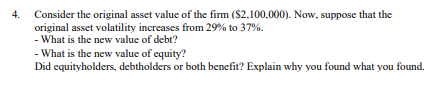 4. Consider the original asset value of the firm ($2,100,000). Now, suppose that the
original asset volatility increases from 29% to 37%.
- What is the new value of debt?
- What is the new value of equity?
Did equityholders, debtholders or both benefit? Explain why you found what you found.